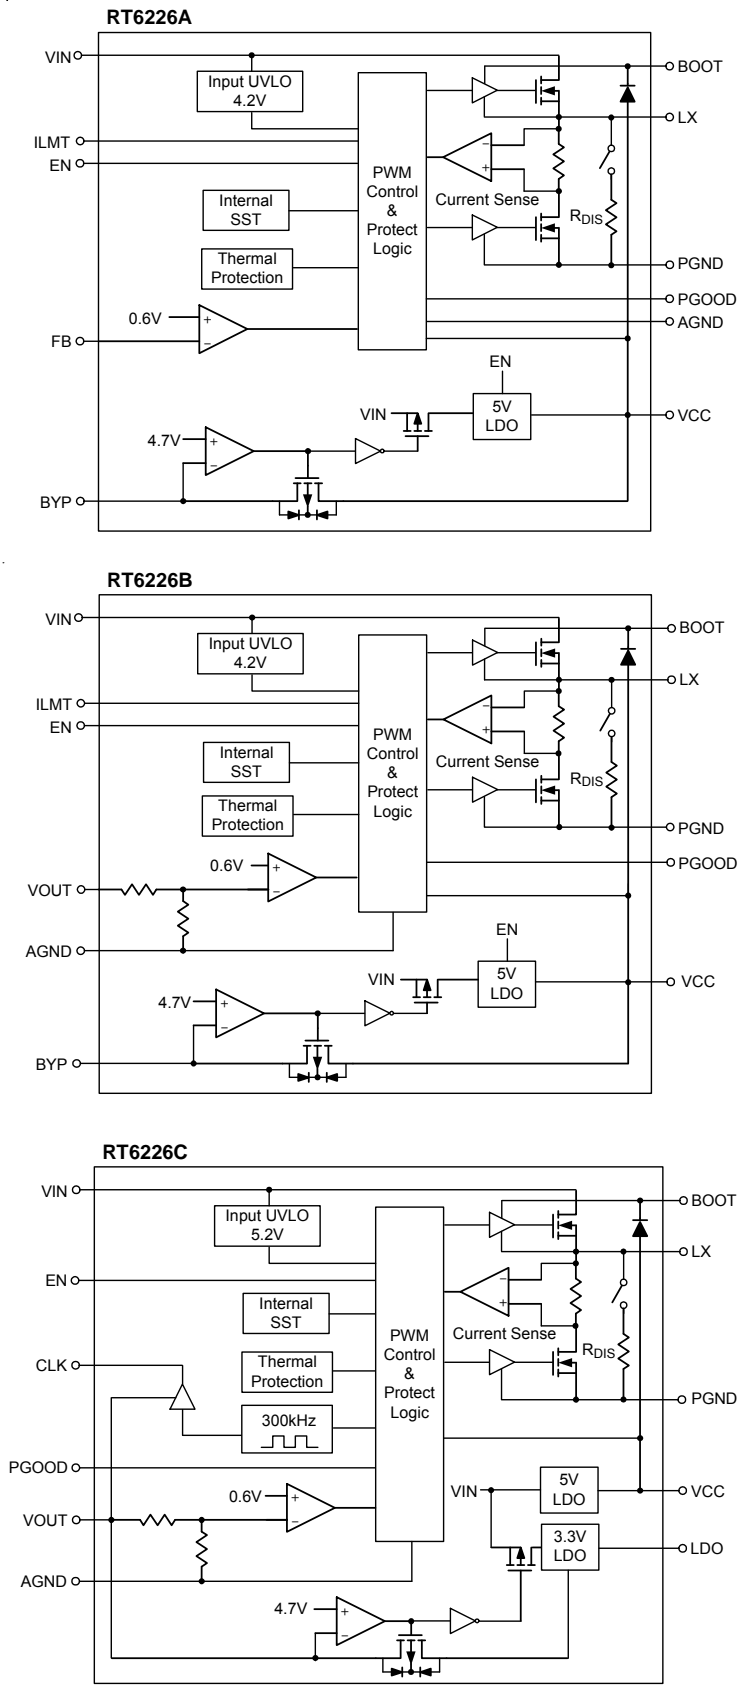 RT6226A
VIN
Input UVLO
4.2V
BOOT
LX
ILMT
EN
PWM
Control
&
Protect
Logic
−
+
Current Sense
Internal
SST
RDIS
Thermal
Protection
PGND
PGOOD
AGND
0.6V
+
−
FB
EN
VIN
5V
LDO
VCC
4.7V
+
−
BYP
RT6226B
VIN
Input UVLO
4.2V
BOOT
LX
ILMT
EN
PWM
Control
&
Protect
Logic
−
+
Current Sense
Internal
SST
RDIS
Thermal
Protection
PGND
PGOOD
0.6V
+
−
VOUT
AGND
EN
VIN
5V
LDO
VCC
4.7V
+
−
BYP
RT6226C
VIN
Input UVLO
5.2V
BOOT
LX
EN
−
+
Internal
SST
PWM
Control
&
Protect
Logic
Current Sense
RDIS
CLK
Thermal
Protection
PGND
300kHz
PGOOD
VIN
5V
LDO
VCC
0.6V
+
−
VOUT
3.3V
LDO
LDO
AGND
4.7V
+
−